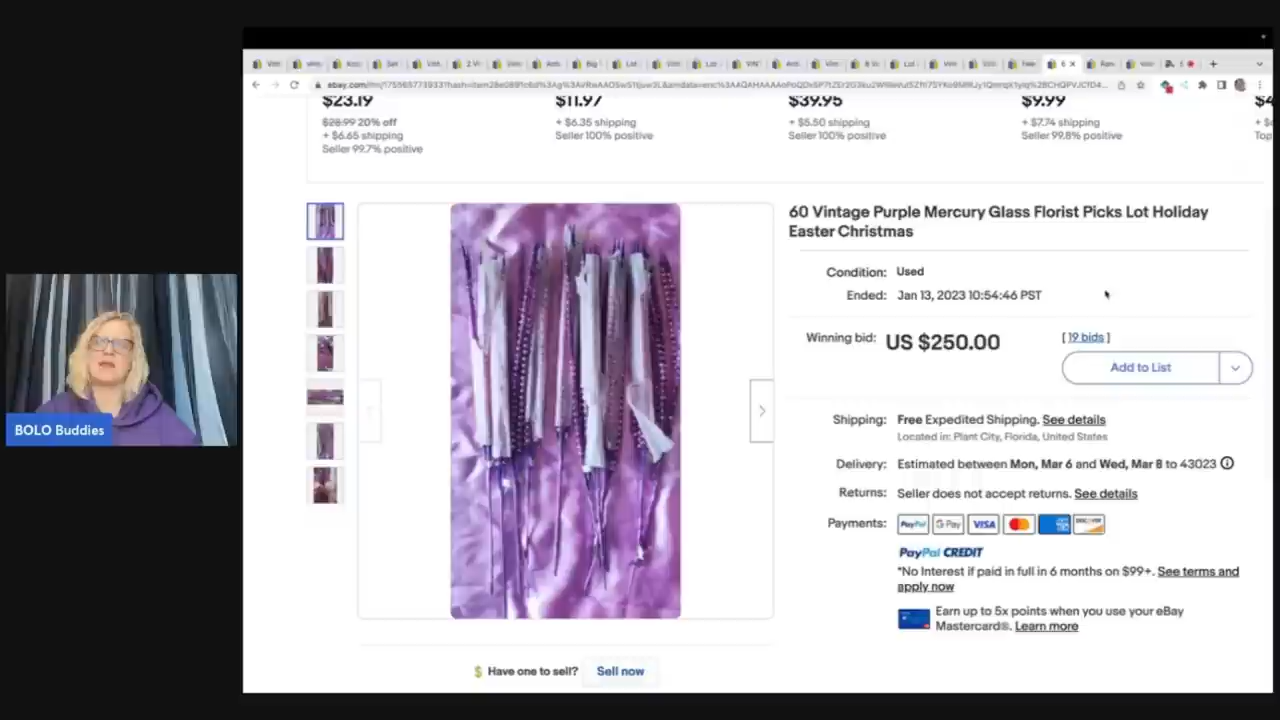 $23.19
$28.99 20% off
+ $6.65 shipping
Seller 99.7% positive
$11.97
+ $6.35 shipping
Seller 100% positive
$39.95
+ $5.50 shipping
Seller 100% positive
$9.99
+ $7.74 shipping
Seller 99.8% positive
60 Vintage Purple Mercury Glass Florist Picks Lot Holiday
Easter Christmas
Condition: Used
Ended: Jan 13, 2023 10:54:46 PST
Winning bid: US $250.00 [ 19 bids ]
Add to List
Shipping: Free Expedited Shipping. See details
Located in: Plant City, Florida, United States
Delivery: Estimated between Mon, Mar 6 and Wed, Mar 8 to 43023
Returns: Seller does not accept returns. See details
Payments: PayPal G Pay VISA
DISCOVER
PayPal CREDIT
*No Interest if paid in full in 6 months on $99+. See terms and
apply now
Earn up to 5x points when you use your eBay
Mastercard®. Learn more
Have one to sell? Sell now
BOLO Buddies